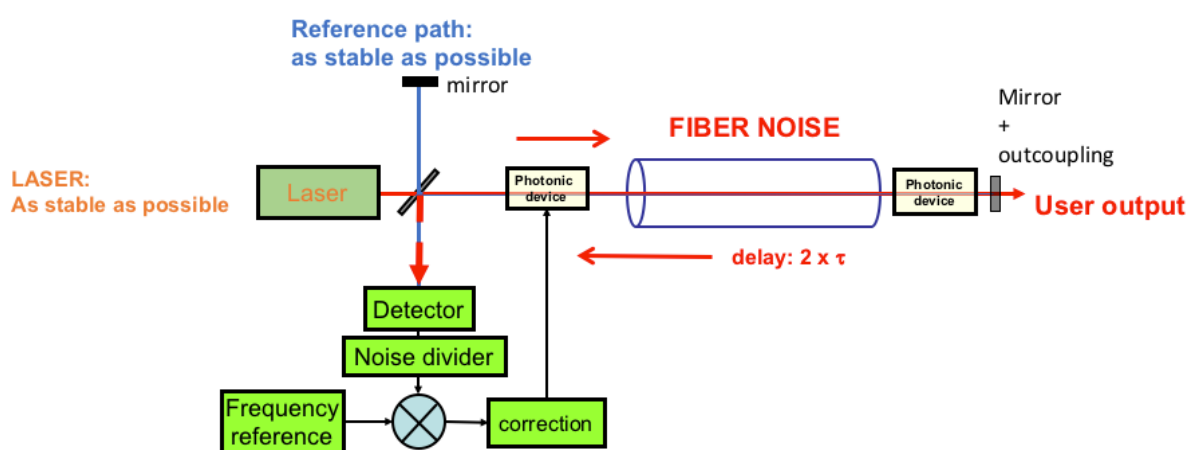 Reference path:
as stable as possible
mirror
Mirror
+
outcoupling
FIBER NOISE
LASER:
As stable as possible
Laser
Photonic
device
Photonic
device
User output
delay: 2 x τ
Detector
Noise divider
Frequency
reference
correction